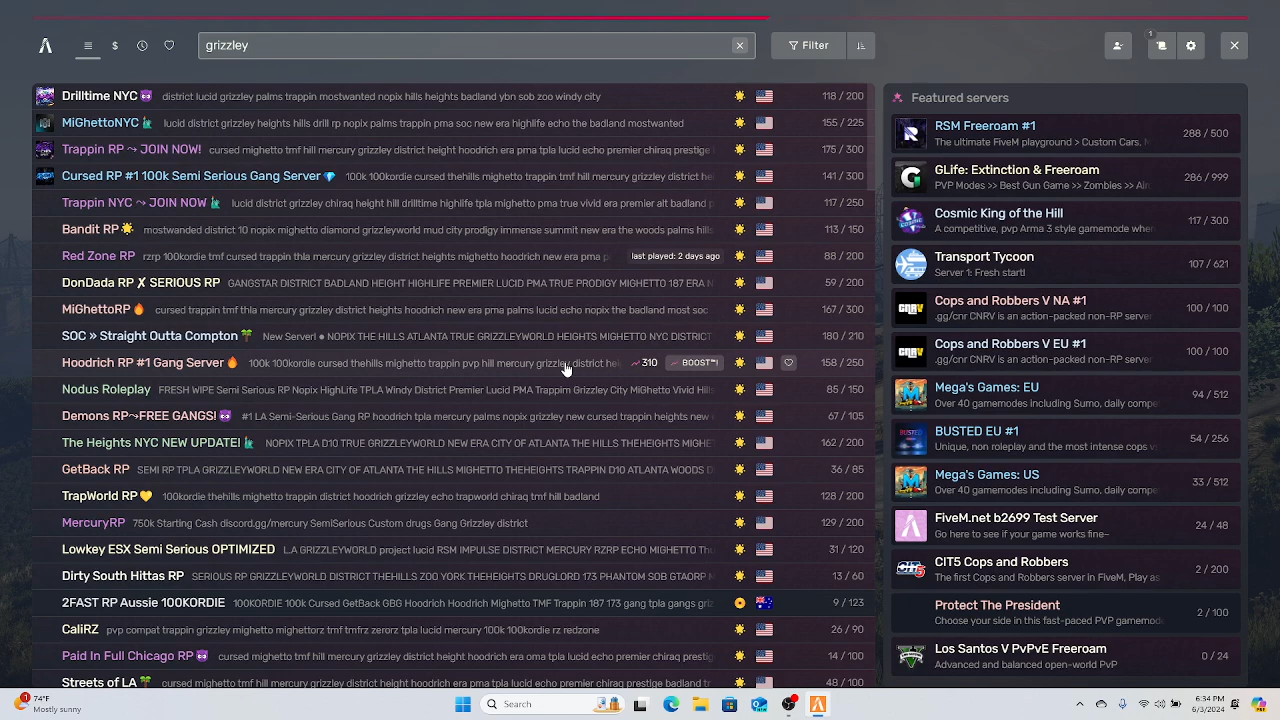 1
grizzley
Filter
Drilltime NYC district lucid grizzley palms trappin mostwanted nopix hills heights badland ybn sob zoo windy city 118 / 200
MiGhettoNYC lucid district grizzley hills drill rp nopix palms trappin pma soc new era highlife echo the badland mostwanted 155 / 225
Trappin RP ⤳ JOIN NOW! cursed mighetto tmf hill mercury grizzley district height hoodrich era pma tpla lucid echo premier chiraq prestige 175 / 300
Cursed RP #1 100k Semi Serious Gang Server 100k 100kordie cursed thehills mighetto trappin tmf hill mercury grizzley district he 141 / 300
Trappin NYC ⤳ JOIN NOW lucid district ghetto chiraq height hill drilltime highlife tpla mighetto pma true vivid era premier alt badland p 117 / 250
Bandit RP mostwanted cursed x 10 nopix mighetto diamond grizzleyworld mud city prodigy immense summit new era the words palms hills 113 / 150
Red Zone RP rzrp 100kordie tmf cursed thehills tmf thla mercury grizzley district heights mighetto hoodrich new era pma p last played: 2 days ago 88 / 200
DonDada RP X SERIOUS RP GANGSTAR DISTRICT BADLAND HEIGHT HIGHLIFE PREMIER LUCID PMA TRUE PRODIGY MIGHETTO 187 ERA N 59 / 200
MiGhettoRP cursed trappin tmf thla mercury grizzley district heights hoodrich new era pma palms lucid echo nopix the badland most soc 167 / 300
SOC » Straight Outta Compton New Server! ● NOPIX MIGHETTO THEHILLS THE HILLS DISTRICT LUCID THEHEIGHTS HEIGHTS GRIZZLEYWORLD 180 / 210
Hoodrich RP #1 Gang Server 100k 100kordie cursed thehills mighetto trappin tmf hill mercury grizzley district he 310 BOOST™! 158 / 250
Nodus Roleplay FRESH WIPE Semi Serious RP Nopix HighLife TPLA Windy District Premier Lucid PMA Trappim Grizzley City Mighetto Sem 85 / 150
Demons RP⤳FREE GANGS! #1 LA Semi-Serious Gang RP hoodrich tpla mercury palms nopix grizzley new cursed trappin heights new 67 / 105
The Heights NYC NEW UPDATE! NOPIX TPLA D10 TRUE GRIZZLEYWORLD NEW ERA CITY OF ATLANTA THE HILLS THEHILLS HEIGHTS MIGHE 162 / 200
GetBack RP SEMI RP TPLA GRIZZLEYWORLD NEW ERA CITY OF ATLANTA THEHILLS MIGHETTO THEHEIGHTS TRAPPIN D10 ATLANTA WOODS D 36 / 85
TrapWorld RP 100kordie thehills mighetto trappin district hoodrich grizzley echo trapworld chiraq tmf hill badland 128 / 200
MercuryRP 750k Starting Cash discord.gg/mercury SemiSerious Custom drugs Gang Grizzley district 129 / 200
Lowkey ESX Semi Serious OPTIMIZED L.A GRIZZLEYWORLD project lucid RSM IMPULSE DISTRICT MERCURY RZRP ECHO MIGHETTO Thu 31 / 120
Dirty South Hittas RP SERIOUS RP GRIZZLEYWORLD DISTRICT THEHILLS ZOO YORK THEHEIGHTS DRUGLORD 173 PHANTOM MOB GTAORP M 13 / 60
2FAST RP Aussie 100KORDIE 100KORDIE 100k Cursed GetBack GBG Hoodrich Hoodrich Mighetto TMF Trappin 187 173 gang tpla gangs griz 9 / 123
CaliRZ pvp compat trappin grizzley mighetto mighettorz tmf tmfrz zerorz tpla lucid mercury 100k 100kordie rz redzone 26 / 90
Paid In Full Chicago RP cursed mighetto trappin tmf hill mercury grizzley district height hoodrich era pma tpla lucid echo premier chiraq 14 / 100
Streets of LA cursed mighetto trappin tmf hill mercury grizzley district height hoodrich era pma tpla lucid echo premier chiraq prestige 48 / 100
Featured servers
RSM Freeroam #1
The ultimate FiveM playground > Custom Cars, M
288 / 500
GLife: Extinction & Freeroam
PVP Modes >> Best Gun Game >> Zombies >> Air
286 / 999
Cosmic King of the Hill
A competitive, pvp Arma 3 style gamemode when
117 / 300
Transport Tycoon
Server 1: Fresh start!
107 / 621
Cops and Robbers V NA #1
.gg/cnr CNRV is an action-packed non-RP serve
100 / 100
Cops and Robbers V EU #1
.gg/cnr CNRV is an action-packed non-RP serve
100 / 100
Mega's Games: EU
Over 40 gamemodes including Sumo, daily compe
94 / 512
BUSTED EU #1
Unique, non roleplay and the most intense cops vs
54 / 256
Mega's Games: US
Over 40 gamemodes including Sumo, daily compe
33 / 512
FiveM.net b2699 Test Server
Go here to see if your game works fine~
24 / 48
CIT5 Cops and Robbers
The first Cops and Robbers server in FiveM, Play as
2 / 200
Protect The President
Choose your side in this fast-paced PVP gamemod
2 / 100
Los Santos V PvPvE Freeroam
Advanced and balanced open-world PvP
0 / 24
1
74°F
Mostly sunny
Search
6:34 PM